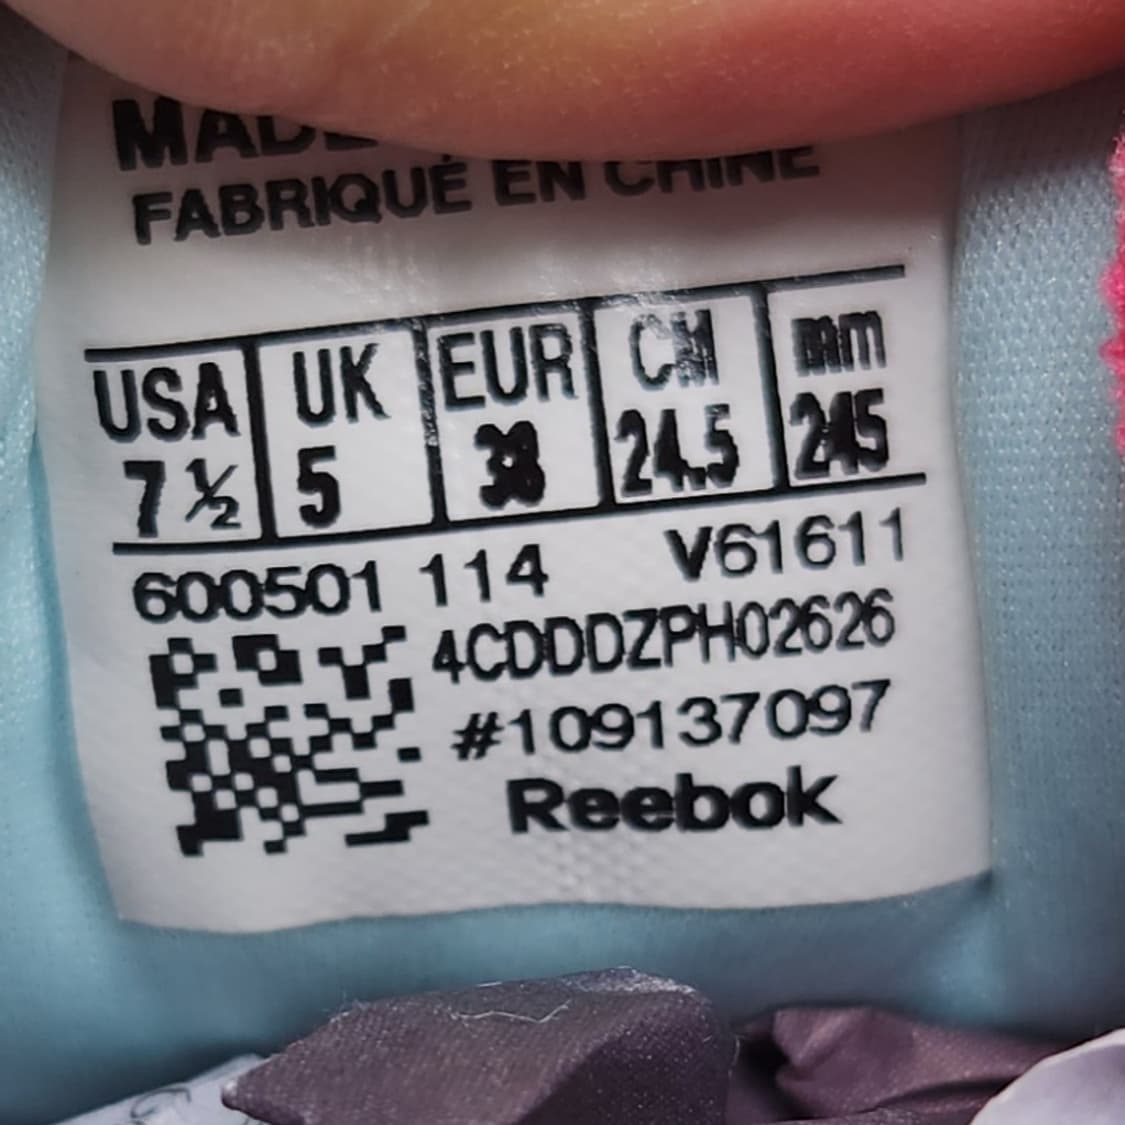 MADE
FABRIQUÉ EN CHINE
USA UK EUR CM mm
7 ½ 5 38 24.5 245
600501 114 V61611
4CDDDZPH02626
#109137097
Reebok